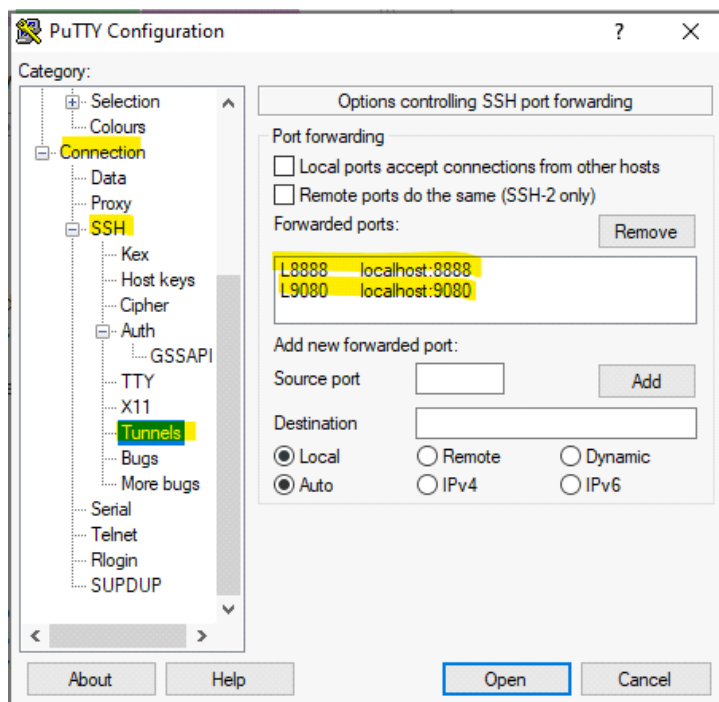 PuTTY Configuration
?
Category:
Selection
Colours
Connection
Data
Proxy
SSH
Kex
Host keys
Cipher
Auth
GSSAPI
TTY
X11
Tunnels
Bugs
More bugs
Serial
Telnet
Rlogin
SUPDUP
Options controlling SSH port forwarding
Port forwarding
Local ports accept connections from other hosts
Remote ports do the same (SSH-2 only)
Forwarded ports:
Remove
L8888 localhost:8888
L9080 localhost:9080
Add new forwarded port:
Source port
Add
Destination
Local Remote Dynamic
Auto IPv4 IPv6
About Help Open Cancel